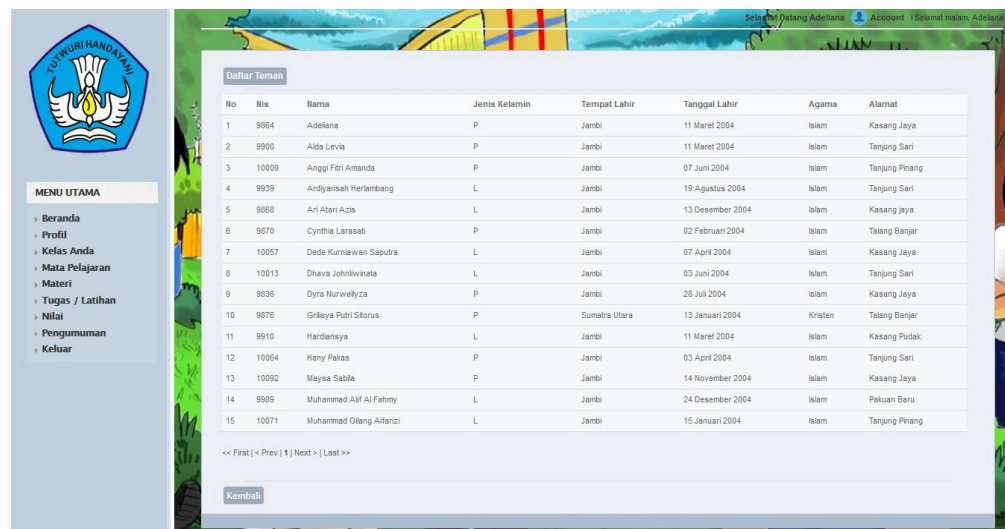 Selamat Datang Adeliana Account | Selamat malam, Adeliana
TUTWURI HANDAYANI
MENU UTAMA
Beranda
Profil
Kelas Anda
Mata Pelajaran
Materi
Tugas / Latihan
Nilai
Pengumuman
Keluar
Daftar Teman
No Nis Nama Jenis Kelamin Tempat Lahir Tanggal Lahir Agama Alamat
1 9864 Adeliana P Jambi 11 Maret 2004 Islam Kasang Jaya
2 9900 Alda Levia P Jambi 11 Maret 2004 Islam Tanjung Sari
3 10009 Anggi Fitri Amanda P Jambi 07 Juni 2004 Islam Tanjung Pinang
4 9939 Ardiyansah Herlambang L Jambi 19 Agustus 2004 Islam Tanjung Sari
5 9868 Ari Atari Azis L Jambi 13 Desember 2004 Islam Kasang jaya
6 9870 Cynthia Larasati P Jambi 02 Februari 2004 Islam Talang Banjar
7 10057 Dede Kurniawan Saputra L Jambi 07 April 2004 Islam Kasang Jaya
8 10013 Dhava Johnliwinata L Jambi 03 Juni 2004 Islam Tanjung Sari
9 9836 Dyra Nurwellyza P Jambi 28 Juli 2004 Islam Kasang Jaya
10 9876 Grilisya Putri Sitorus P Sumatra Utara 13 Januari 2004 Kristen Talang Banjar
11 9910 Hardiansya L Jambi 11 Maret 2004 Islam Kasang Pudak
12 10064 Heny Pakas P Jambi 03 April 2004 Islam Tanjung Sari
13 10092 Maysa Sabila P Jambi 14 November 2004 Islam Kasang Jaya
14 9989 Muhammad Alif Al Fahmy L Jambi 24 Desember 2004 Islam Pakuan Baru
15 10071 Muhammad Gilang Alfarizi L Jambi 15 Januari 2004 Islam Tanjung Pinang
<< First | < Prev | 1 | Next > | Last >>
Kembali